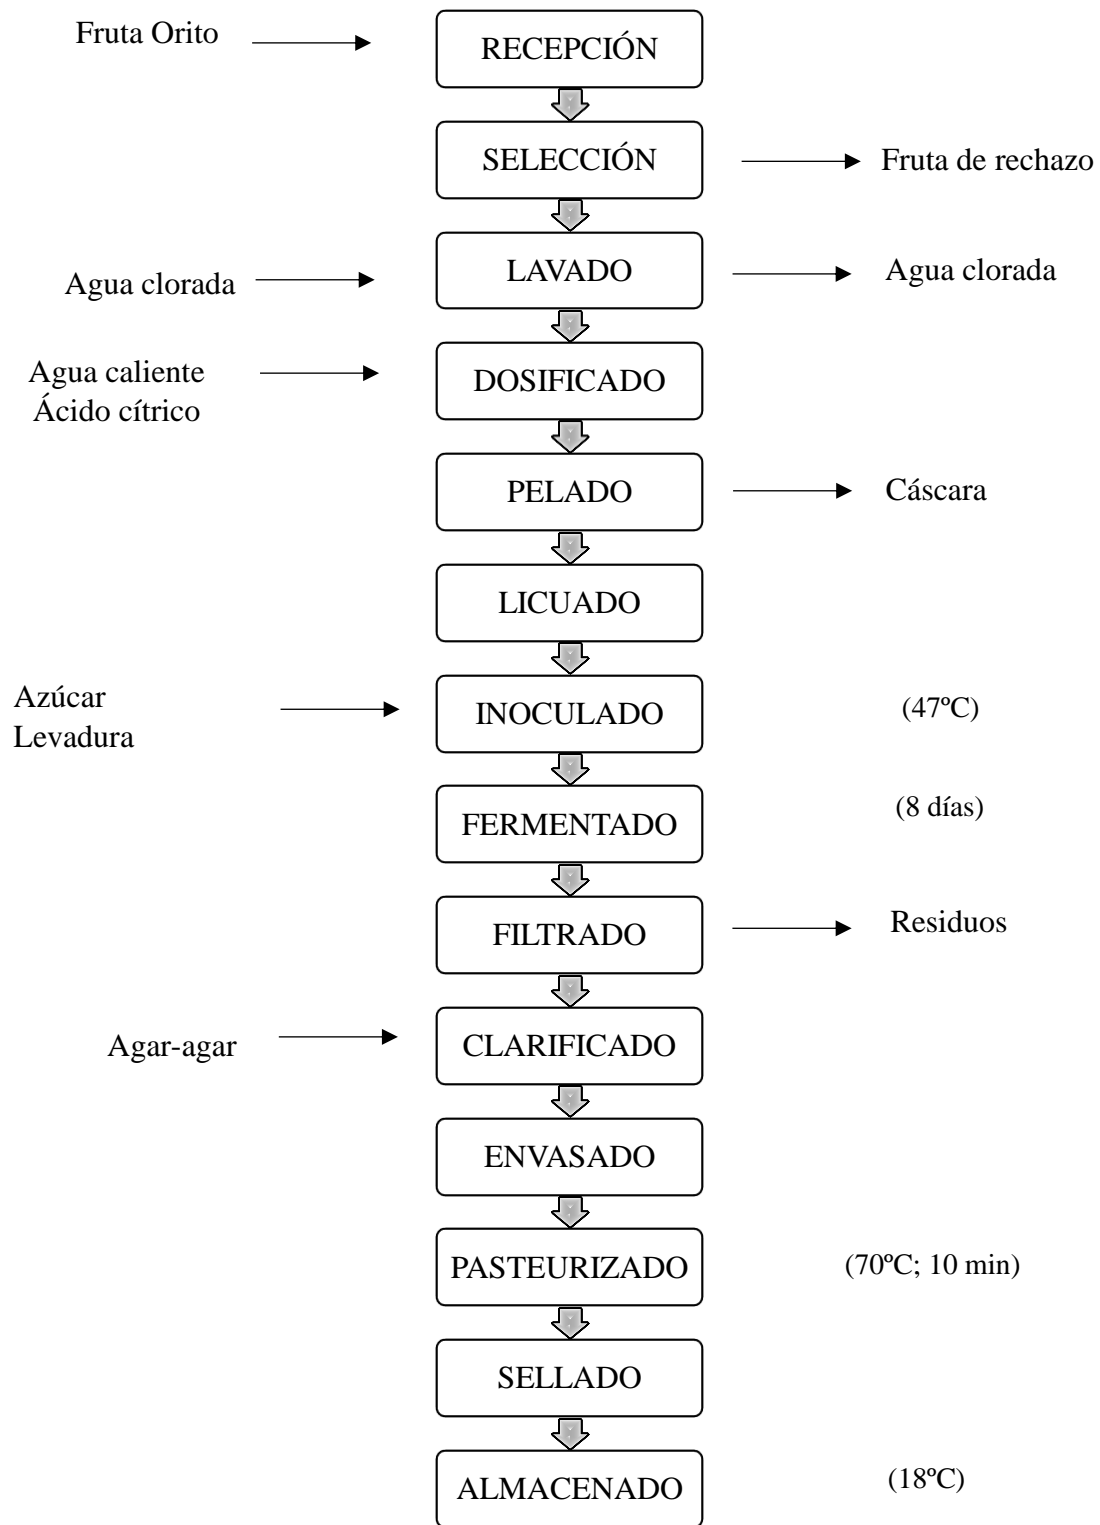 Fruta Orito
RECEPCIÓN
SELECCIÓN
Fruta de rechazo
Agua clorada
LAVADO
Agua clorada
Agua caliente
Ácido cítrico
DOSIFICADO
PELADO
Cáscara
LICUADO
Azúcar
Levadura
INOCULADO
(47ºC)
FERMENTADO
(8 días)
FILTRADO
Residuos
Agar-agar
CLARIFICADO
ENVASADO
PASTEURIZADO
(70ºC; 10 min)
SELLADO
ALMACENADO
(18ºC)